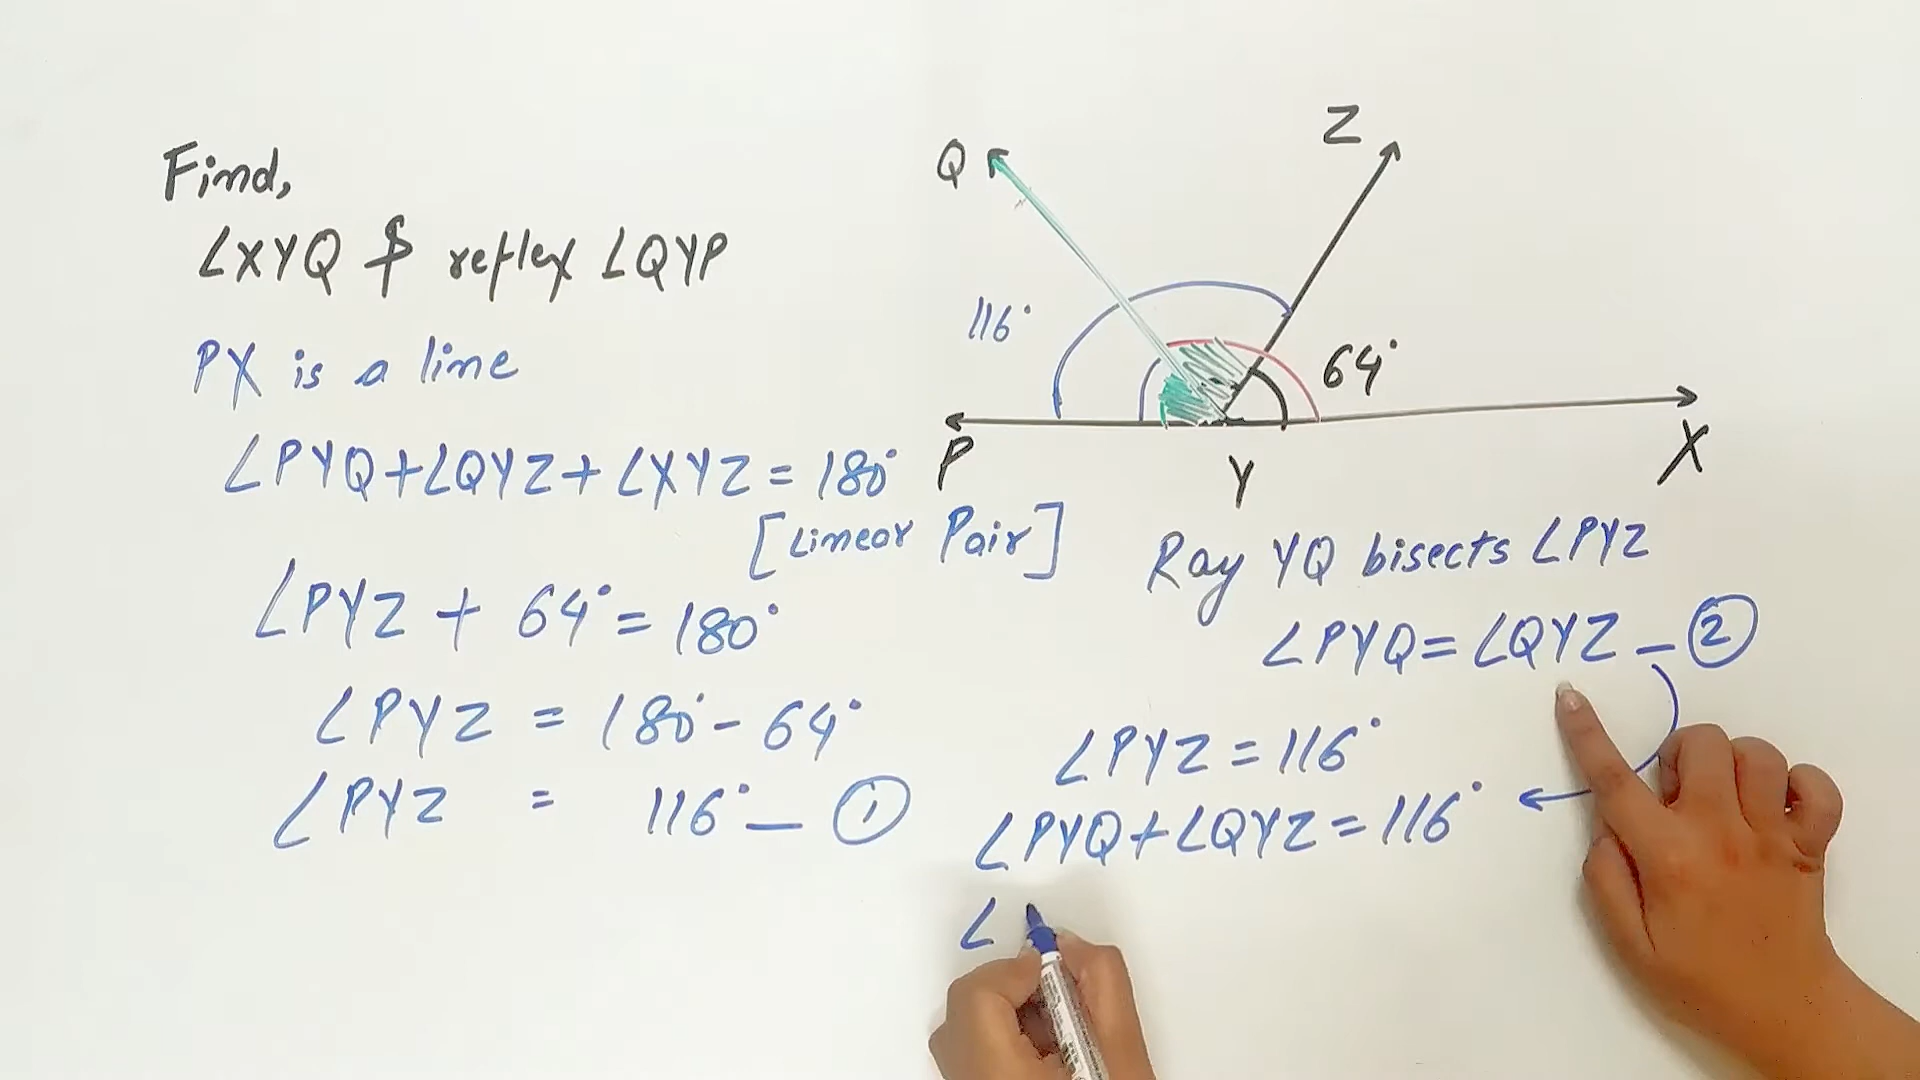 Find,
∠XYQ & reflex ∠QYP
PX is a line
∠PYQ+∠QYZ+∠XYZ=180°
[Linear Pair]
∠PYZ + 64°=180°
∠PYZ = 180°-64°
∠PYZ = 116° — ①
Q
Z
116°
64°
P
Y
X
Ray YQ bisects ∠PYZ
∠PYQ=∠QYZ — ②
∠PYZ=116°
∠PYQ+∠QYZ=116°
∠